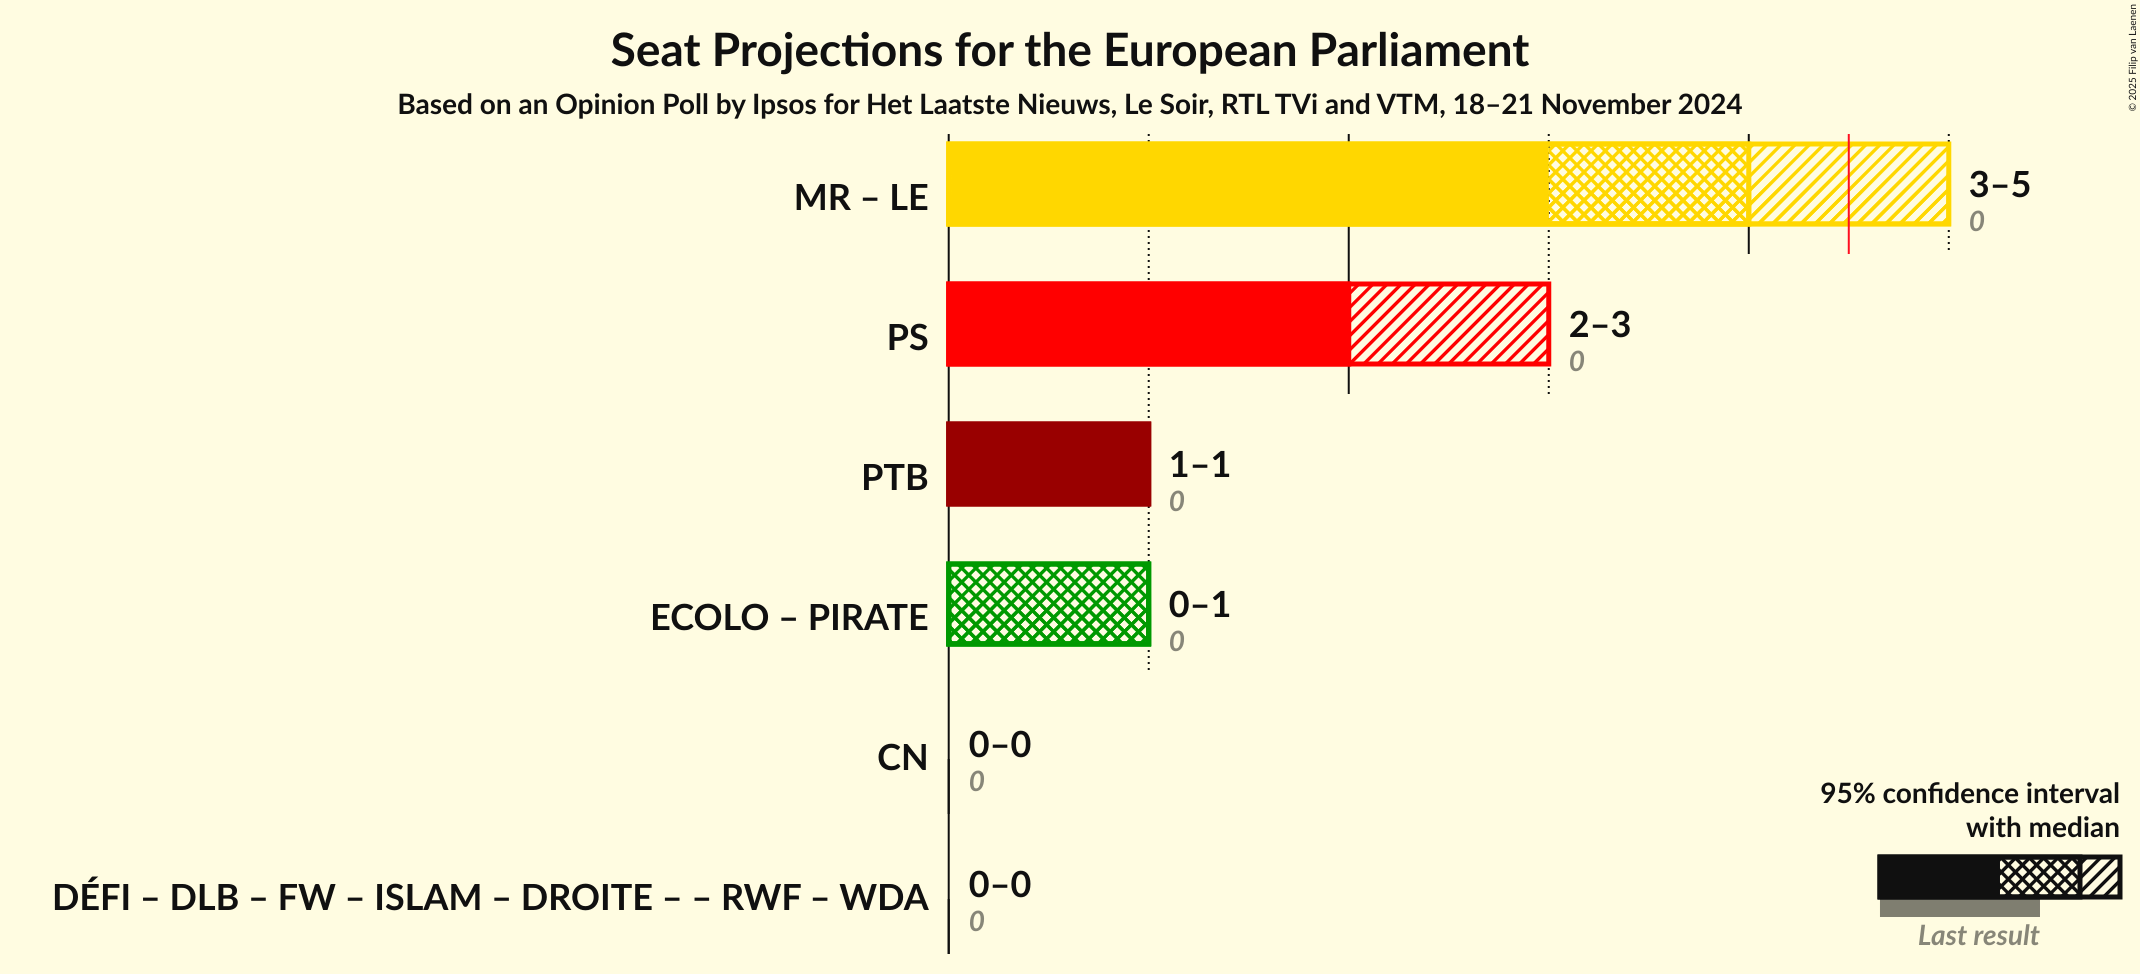 Seat Projections for the European Parliament
Based on an Opinion Poll by Ipsos for Het Laatste Nieuws, Le Soir, RTL TVi and VTM, 18–21 November 2024
© 2025 Filip van Laenen
MR – LE
3–5
0
PS
2–3
0
PTB
1–1
0
ECOLO – PIRATE
0–1
0
CN
0–0
0
DÉFI – DLB – FW – ISLAM – DROITE – – RWF – WDA
0–0
0
95% confidence interval
with median
Last result